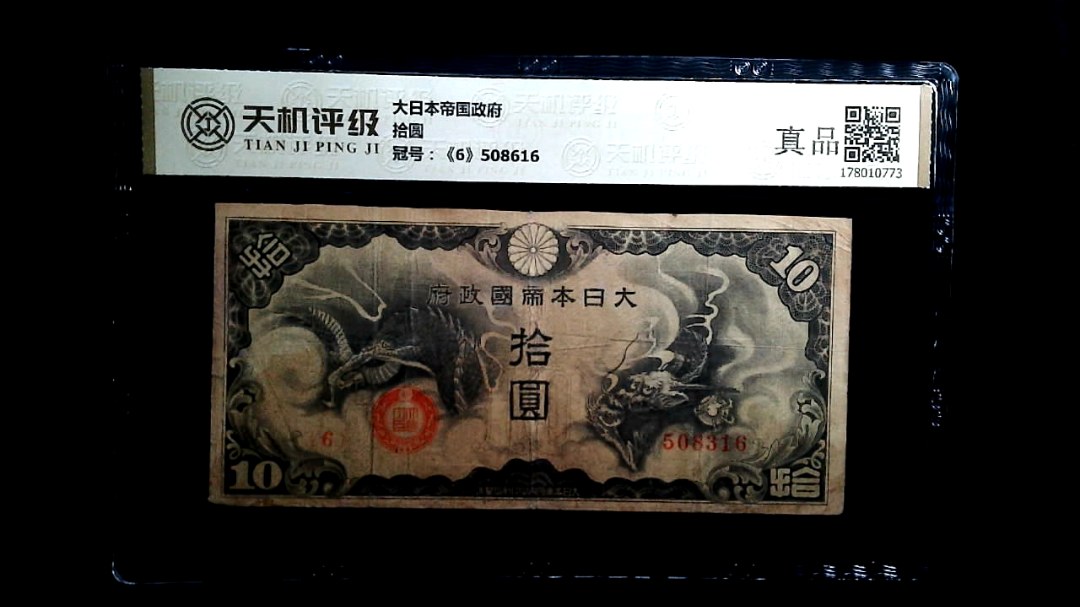 天机评级
TIAN JI PING JI
大日本帝国政府
拾圆
冠号：《6》508616
真品
178010773
拾
10
府政國帝本日大
拾
圓
6
508316
10
拾